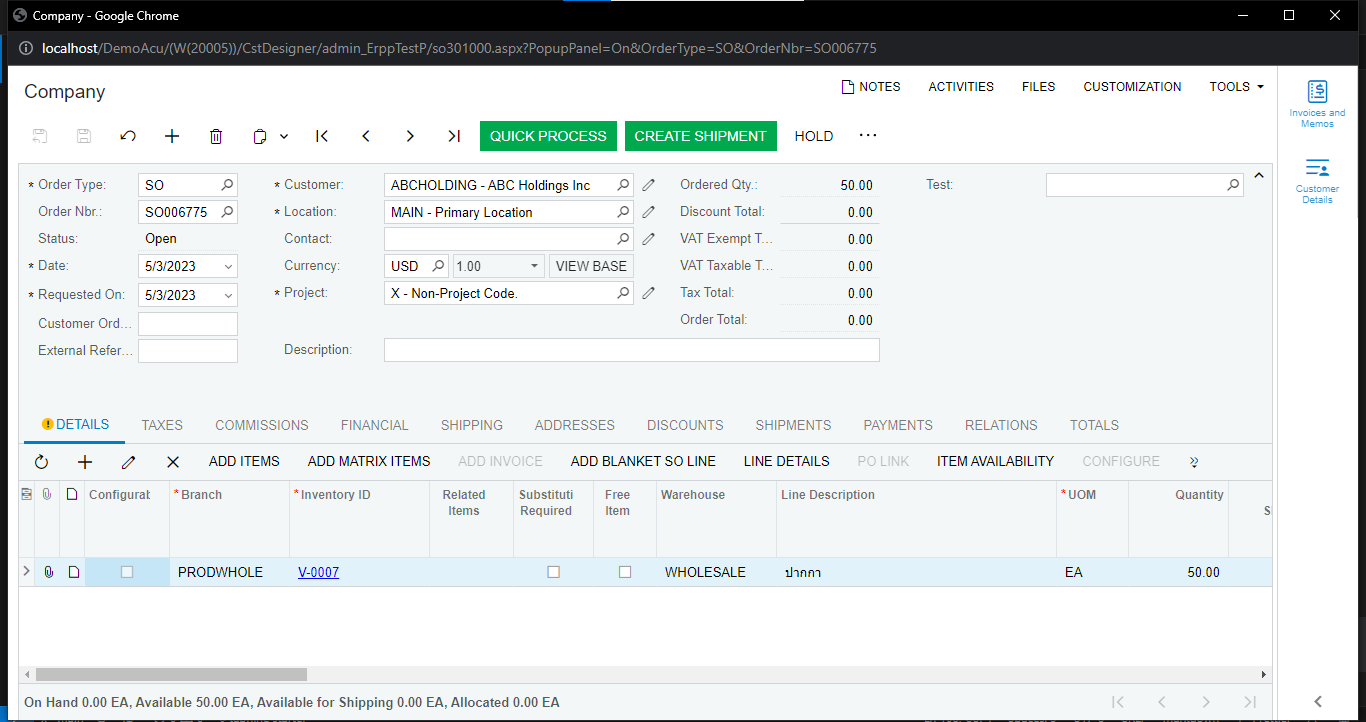 Company - Google Chrome
localhost/DemoAcu/(W(20005))/CstDesigner/admin_ErppTestP/so301000.aspx?PopupPanel=On&OrderType=SO&OrderNbr=SO006775
Company
NOTES ACTIVITIES FILES CUSTOMIZATION TOOLS
Invoices and
Memos
QUICK PROCESS CREATE SHIPMENT HOLD ...
Customer
Details
* Order Type: SO * Customer: ABCHOLDING - ABC Holdings Inc Ordered Qty.: 50.00 Test:
Order Nbr.: SO006775 * Location: MAIN - Primary Location Discount Total: 0.00
Status: Open Contact: VAT Exempt T... 0.00
* Date: 5/3/2023 Currency: USD 1.00 VIEW BASE VAT Taxable T... 0.00
* Requested On: 5/3/2023 * Project: X - Non-Project Code. Tax Total: 0.00
Customer Ord... Order Total: 0.00
External Refer... Description:
DETAILS TAXES COMMISSIONS FINANCIAL SHIPPING ADDRESSES DISCOUNTS SHIPMENTS PAYMENTS RELATIONS TOTALS
ADD ITEMS ADD MATRIX ITEMS ADD INVOICE ADD BLANKET SO LINE LINE DETAILS PO LINK ITEM AVAILABILITY CONFIGURE
Configurat * Branch * Inventory ID Related Substituti Free Warehouse Line Description * UOM Quantity
Items Required Item S
PRODWHOLE V-0007 WHOLESALE ปากกา EA 50.00
On Hand 0.00 EA, Available 50.00 EA, Available for Shipping 0.00 EA, Allocated 0.00 EA